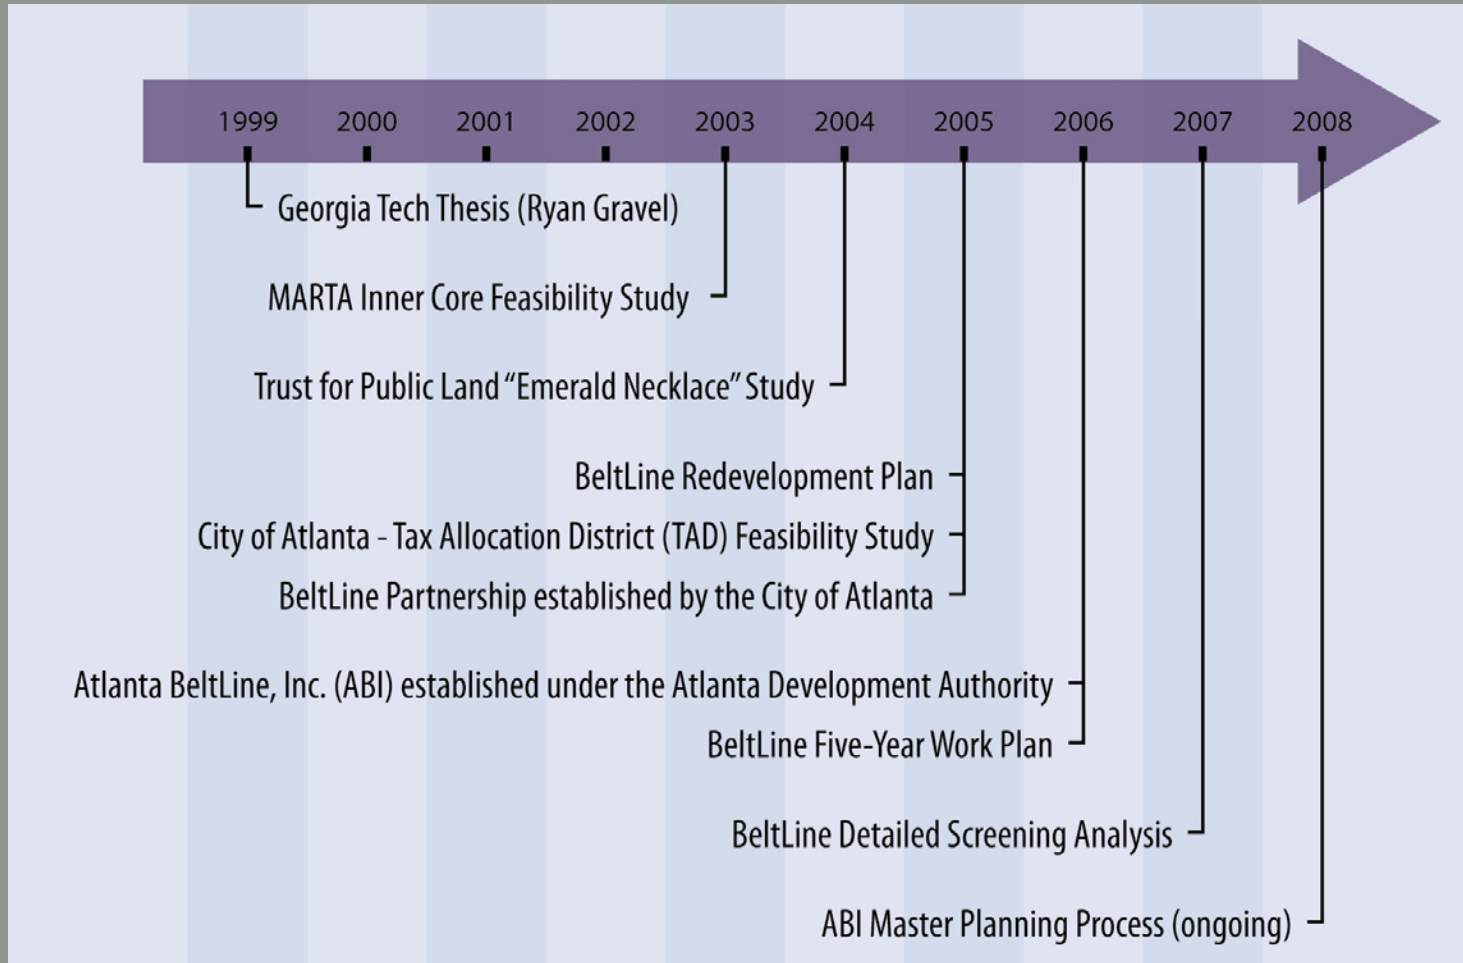 1999 2000 2001 2002 2003 2004 2005 2006 2007 2008
Georgia Tech Thesis (Ryan Gravel)
MARTA Inner Core Feasibility Study
Trust for Public Land “Emerald Necklace” Study
BeltLine Redevelopment Plan
City of Atlanta - Tax Allocation District (TAD) Feasibility Study
BeltLine Partnership established by the City of Atlanta
Atlanta BeltLine, Inc. (ABI) established under the Atlanta Development Authority
BeltLine Five-Year Work Plan
BeltLine Detailed Screening Analysis
ABI Master Planning Process (ongoing)